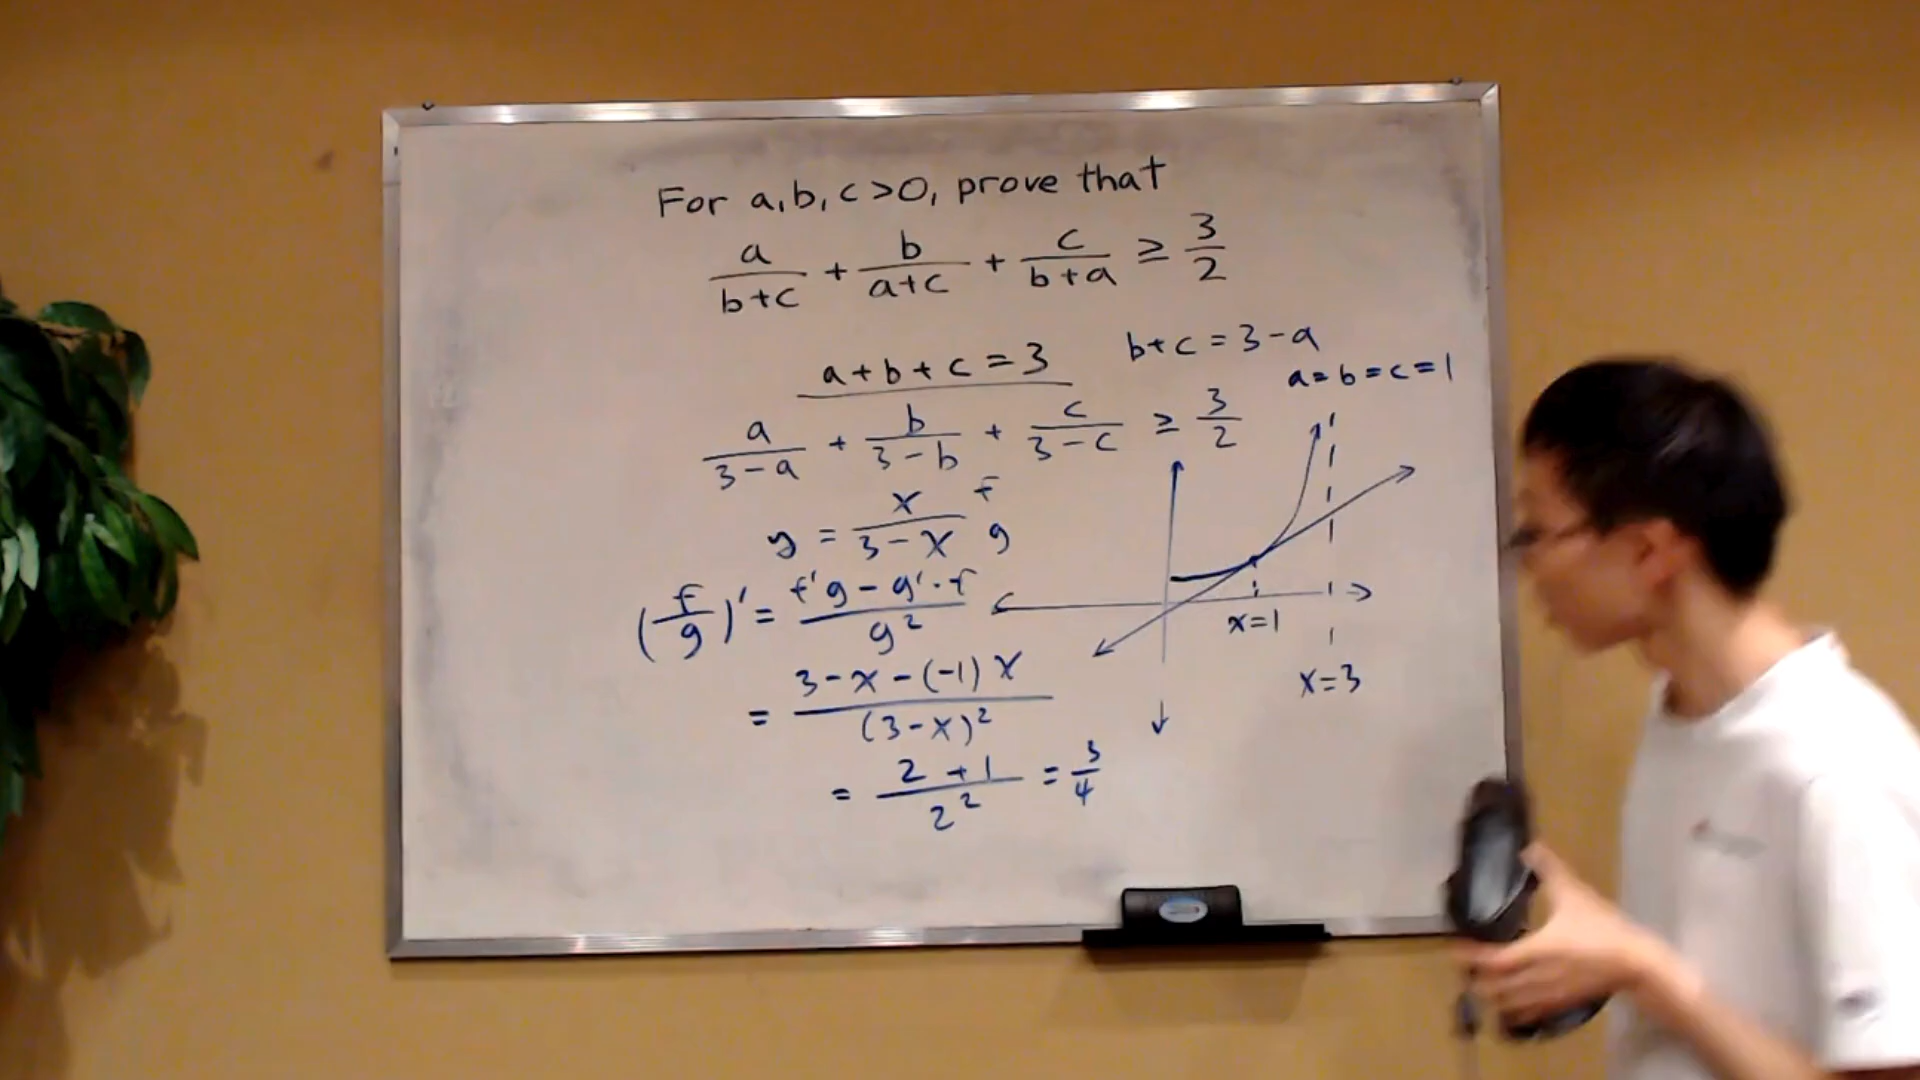 For a,b,c>0, prove that
a/(b+c) + b/(a+c) + c/(b+a) ≥ 3/2
a+b+c=3
b+c=3-a
a=b=c=1
a/(3-a) + b/(3-b) + c/(3-c) ≥ 3/2
y = x/(3-x) f g
(f/g)' = (f'g - g'·f)/g²
x=1
= (3-x-(-1)x)/(3-x)²
x=3
= (2+1)/2² = 3/4